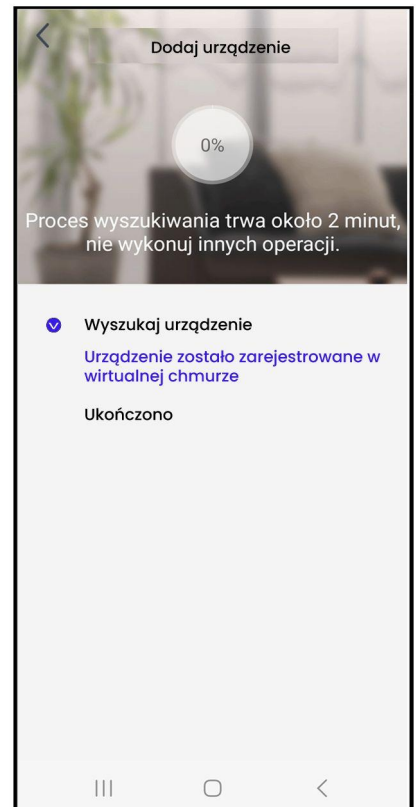 Dodaj urządzenie
0%
Proces wyszukiwania trwa około 2 minut,
nie wykonuj innych operacji.
Wyszukaj urządzenie
Urządzenie zostało zarejestrowane w
wirtualnej chmurze
Ukończono